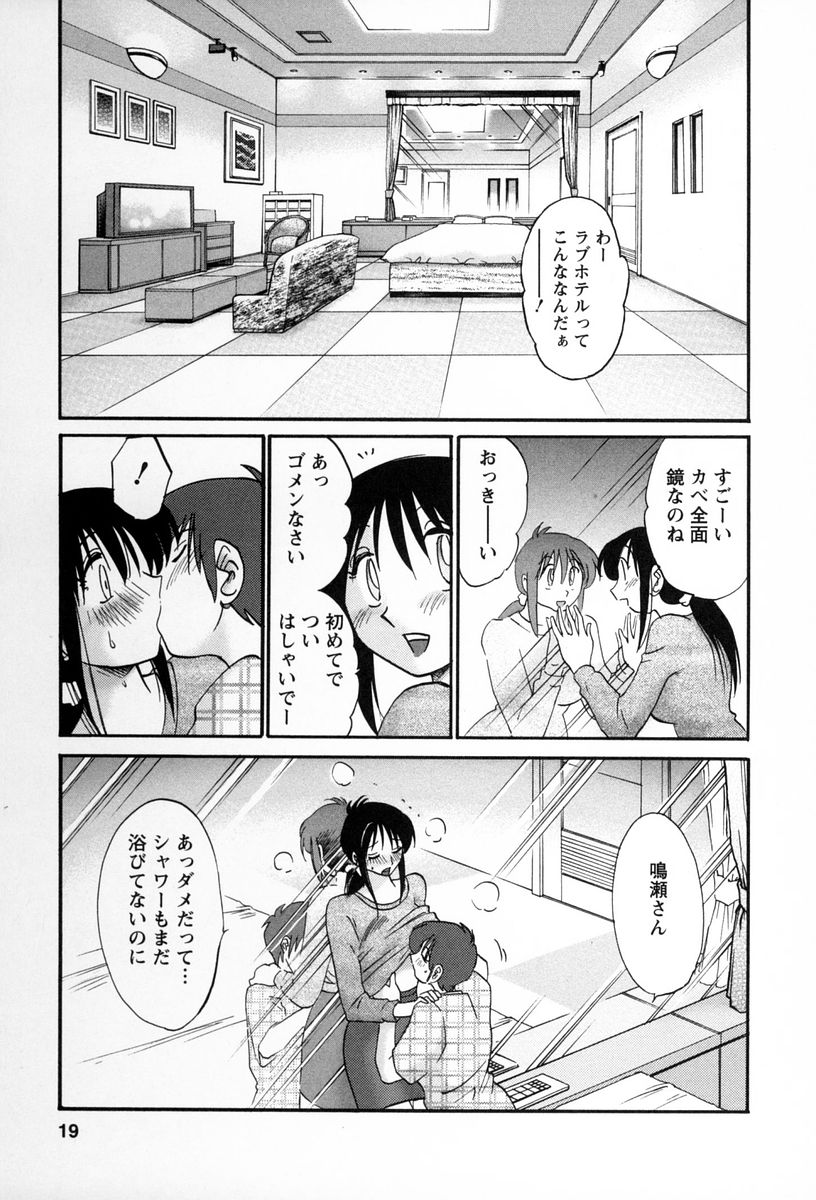 わー
ラブホテルって
こんななんだぁ
――！
すごーい
カベ全面
鏡なのね
おっきーい
あっ
ゴメンなさい
初めてで
つい
はしゃいでー
！
鳴瀬さん
あっダメだって…
シャワーもまだ
浴びてないのに
19